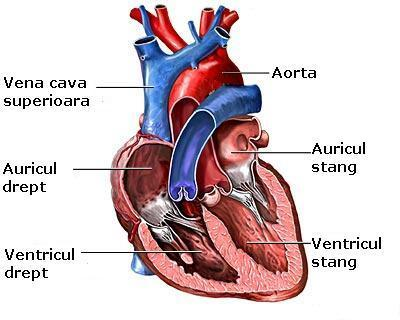 Vena cava
superioara
Aorta
Auricul
drept
Auricul
stang
Ventricul
drept
Ventricul
stang